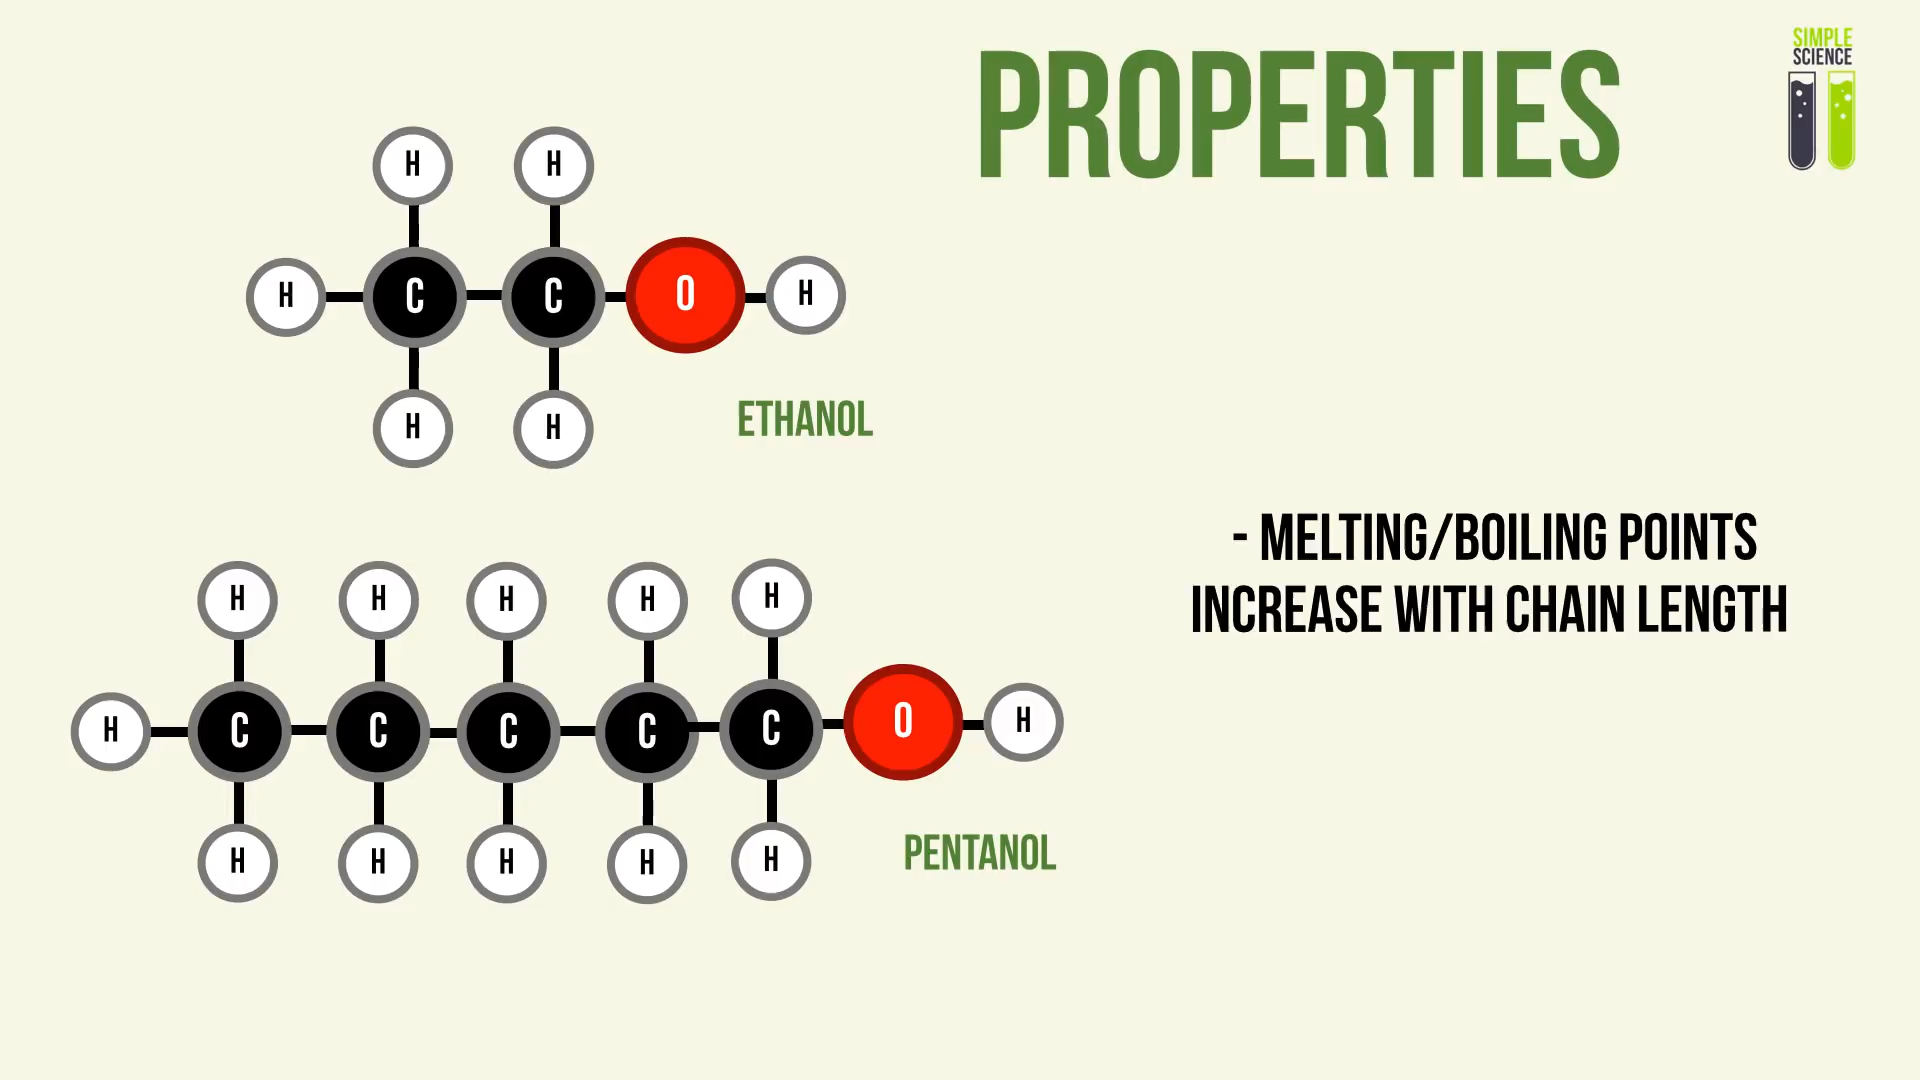 PROPERTIES
SIMPLE
SCIENCE
H H
H C C O H
H H
ETHANOL
- MELTING/BOILING POINTS
INCREASE WITH CHAIN LENGTH
H H H H H
H C C C C C O H
H H H H H
PENTANOL